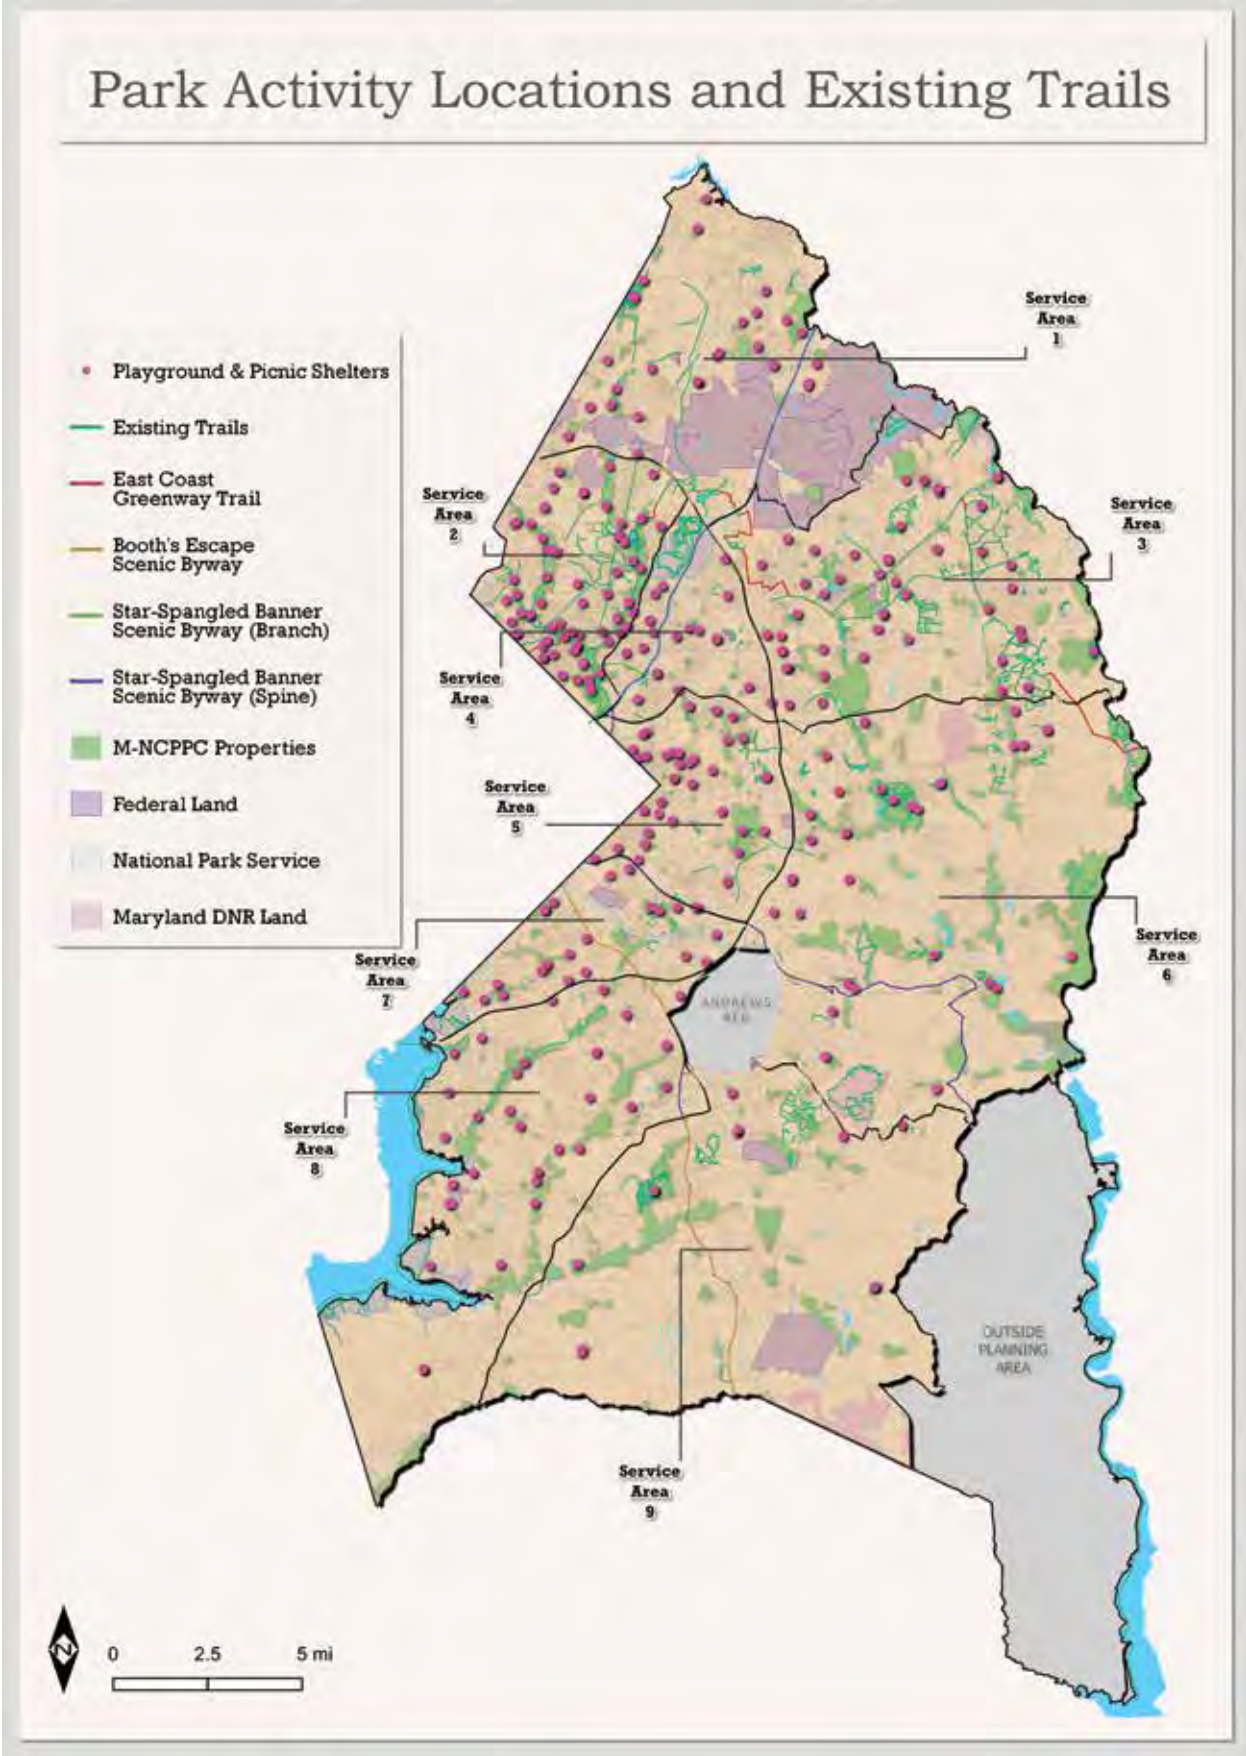 Park Activity Locations and Existing Trails
Service
Area
1
Playground & Picnic Shelters
Existing Trails
East Coast
Greenway Trail
Booth's Escape
Scenic Byway
Star-Spangled Banner
Scenic Byway (Branch)
Star-Spangled Banner
Scenic Byway (Spine)
M-NCPPC Properties
Federal Land
National Park Service
Maryland DNR Land
Service
Area
2
Service
Area
3
Service
Area
4
Service
Area
5
Service
Area
6
Service
Area
7
ANDREWS
Service
Area
8
OUTSIDE
PLANNING
AREA
Service
Area
9
N
0 2.5 5 mi